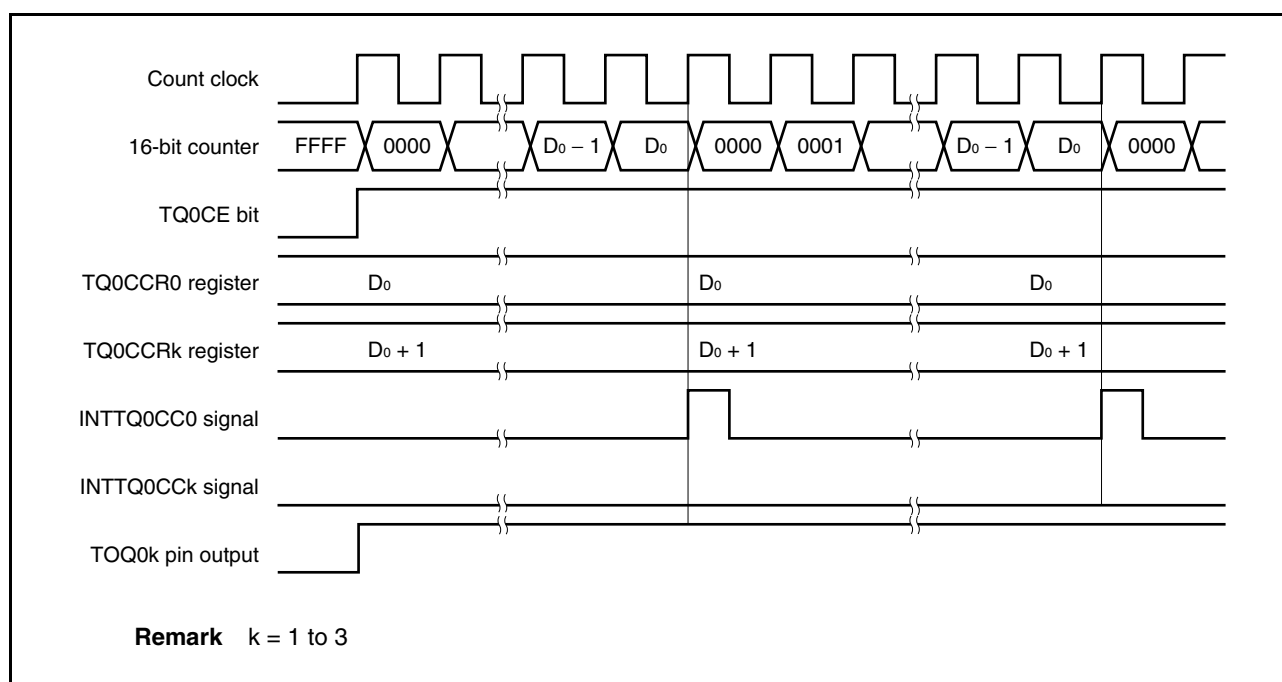 Count clock
16-bit counter FFFF 0000 D₀ − 1 D₀ 0000 0001 D₀ − 1 D₀ 0000
TQ0CE bit
TQ0CCR0 register D₀ D₀ D₀
TQ0CCRk register D₀ + 1 D₀ + 1 D₀ + 1
INTTQ0CC0 signal
INTTQ0CCk signal
TOQ0k pin output
Remark k = 1 to 3